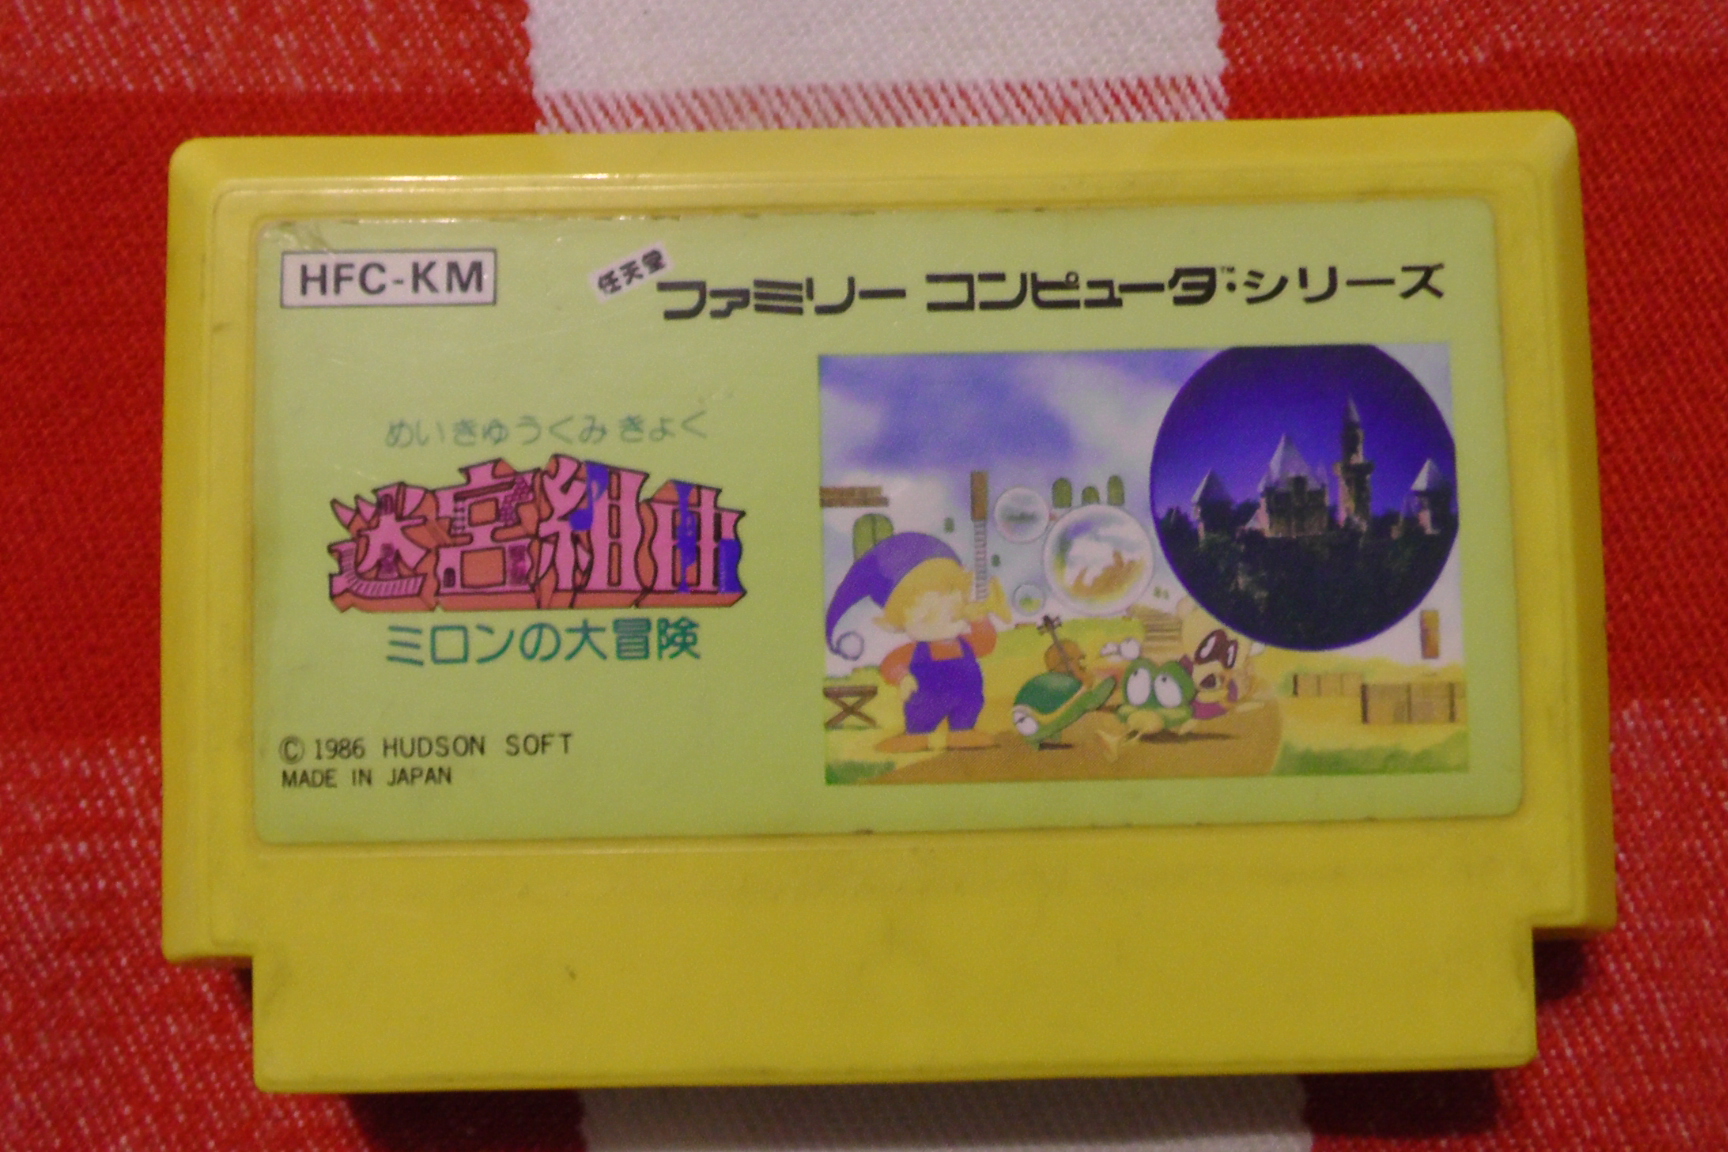 HFC-KM
任天堂
ファミリー コンピュータ™・シリーズ
めいきゅうくみきょく
迷宮組曲
ミロンの大冒険
© 1986 HUDSON SOFT
MADE IN JAPAN